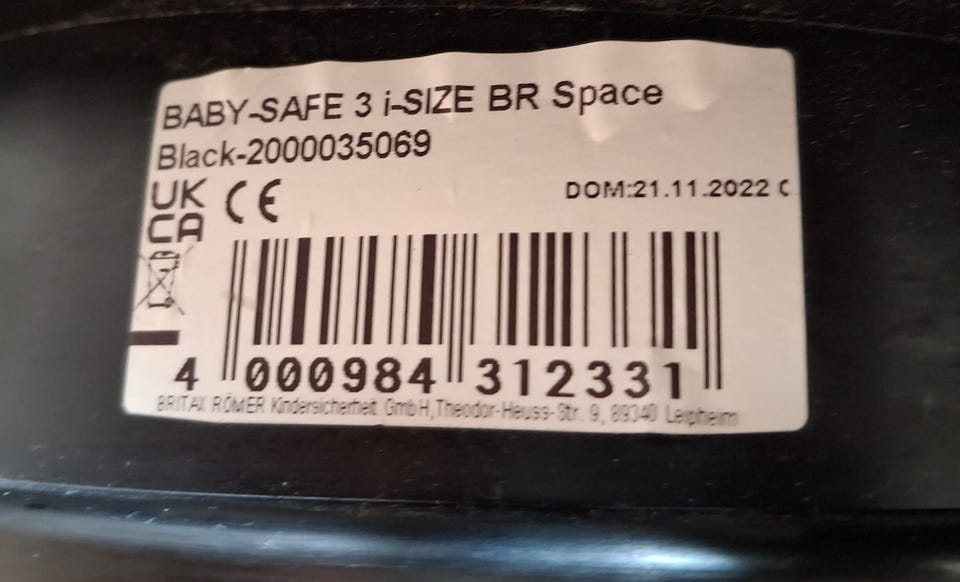 BABY-SAFE 3 i-SIZE BR Space
Black-2000035069
UK
CA
CE
DOM:21.11.2022 C
4 000984 312331
BRITAX RÖMER Kindersicherheit GmbH, Theodor-Heuss-Str. 9, 89340 Leipheim